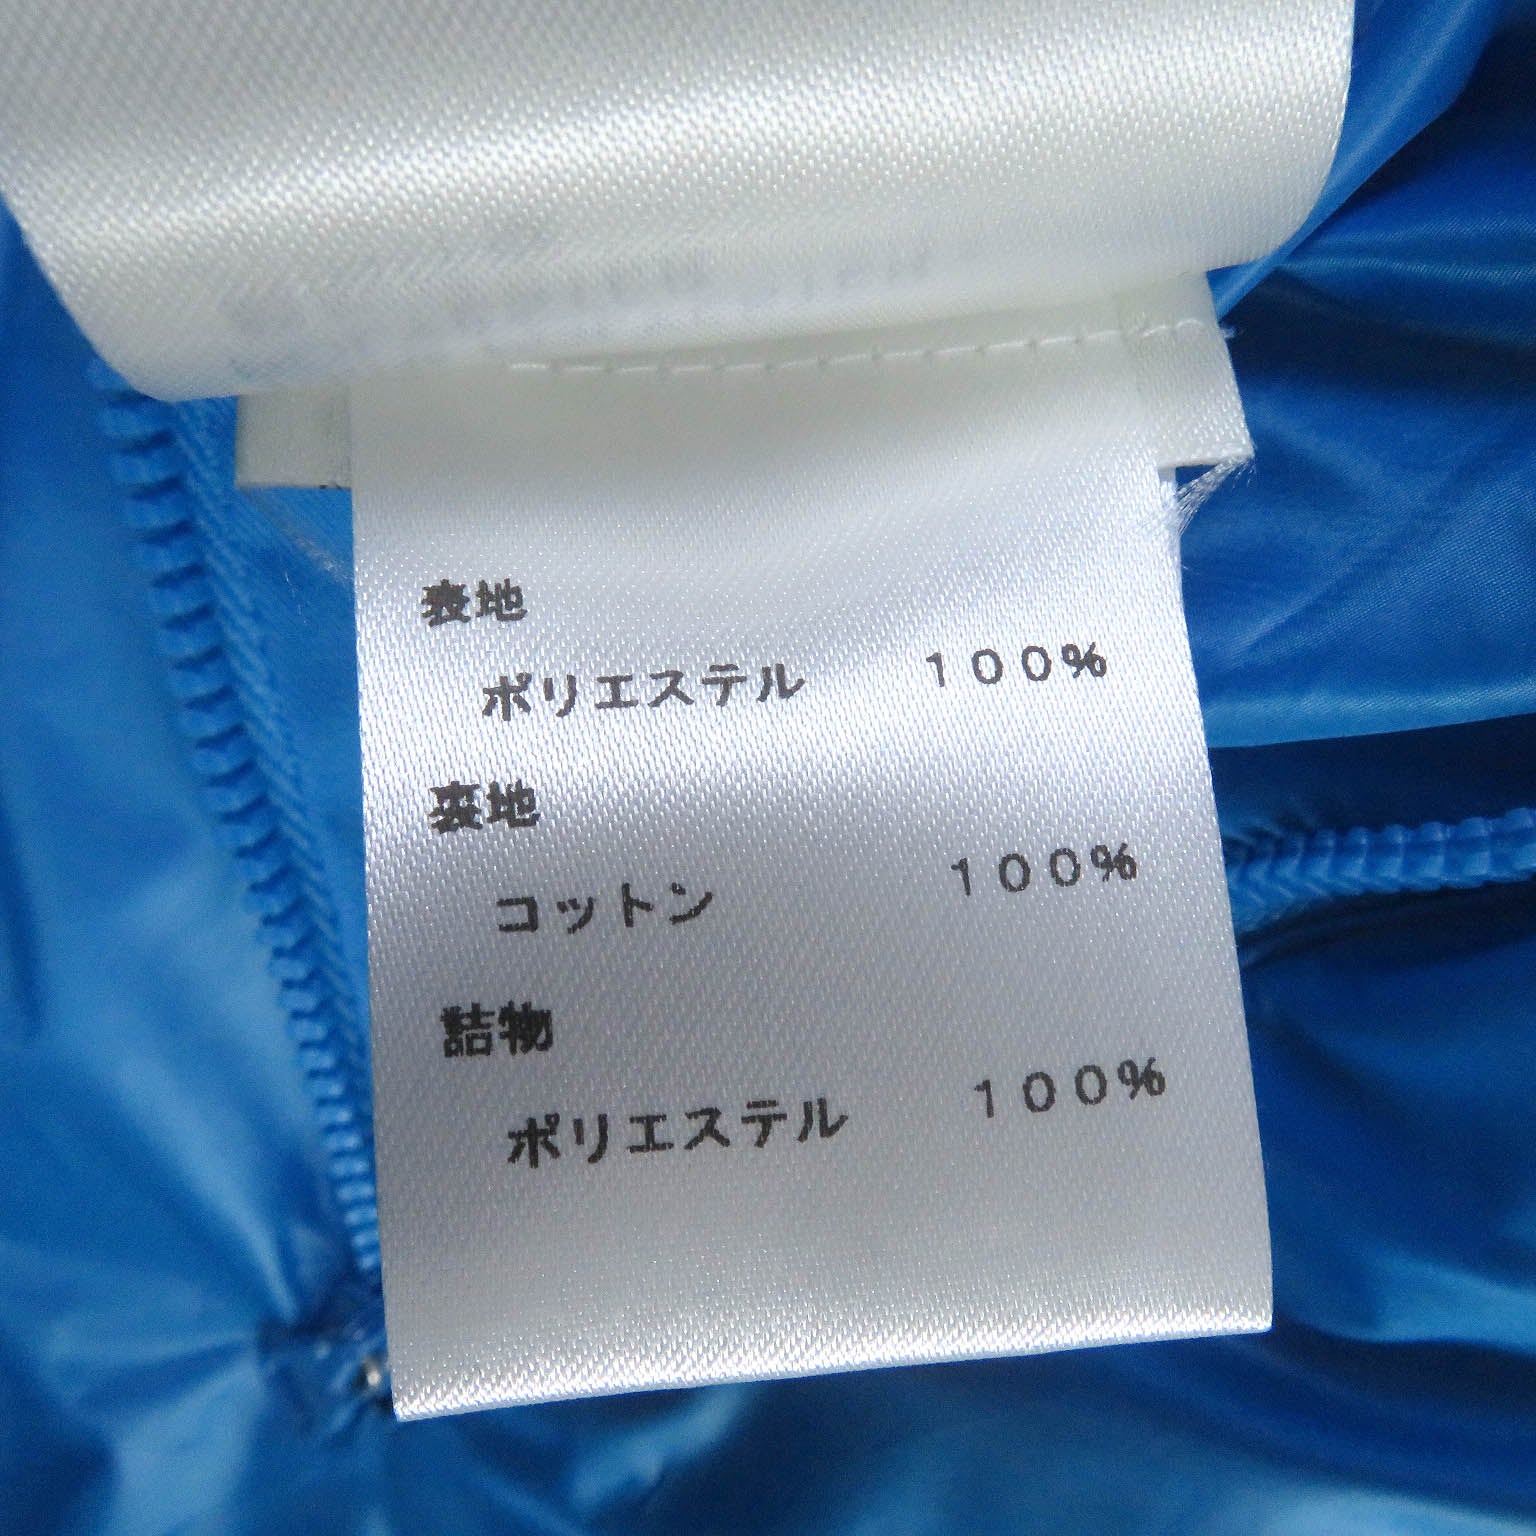 表地
ポリエステル 100%
裏地
コットン 100%
詰物
ポリエステル 100%